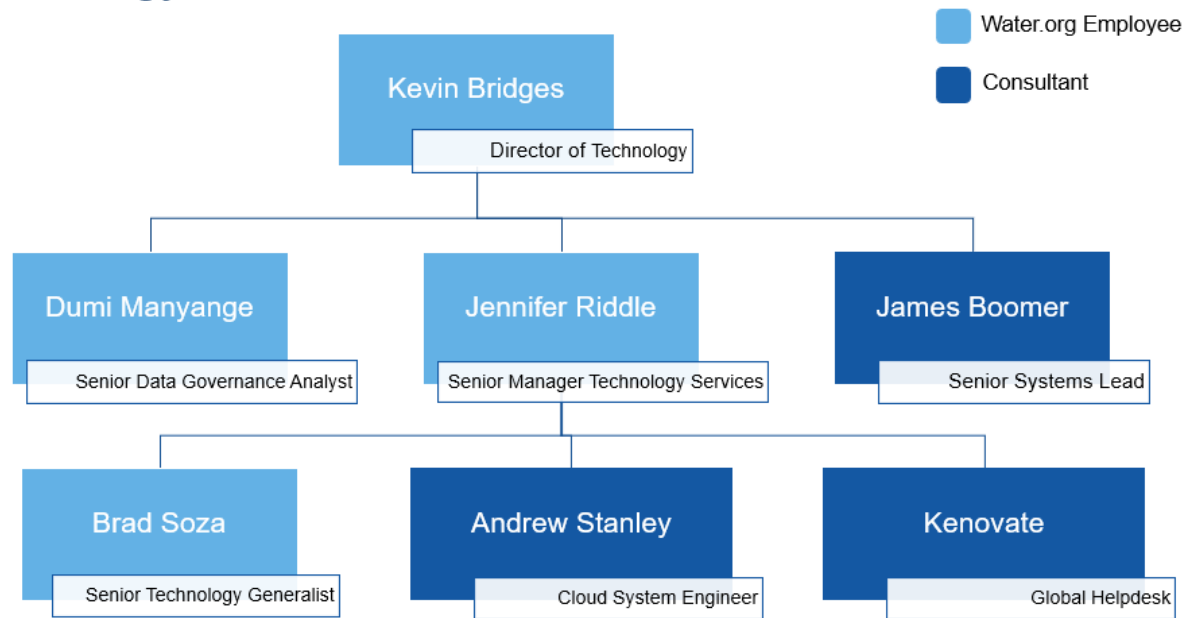 Water.org Employee
Consultant
Kevin Bridges
Director of Technology
Dumi Manyange
Senior Data Governance Analyst
Jennifer Riddle
Senior Manager Technology Services
James Boomer
Senior Systems Lead
Brad Soza
Senior Technology Generalist
Andrew Stanley
Cloud System Engineer
Kenovate
Global Helpdesk